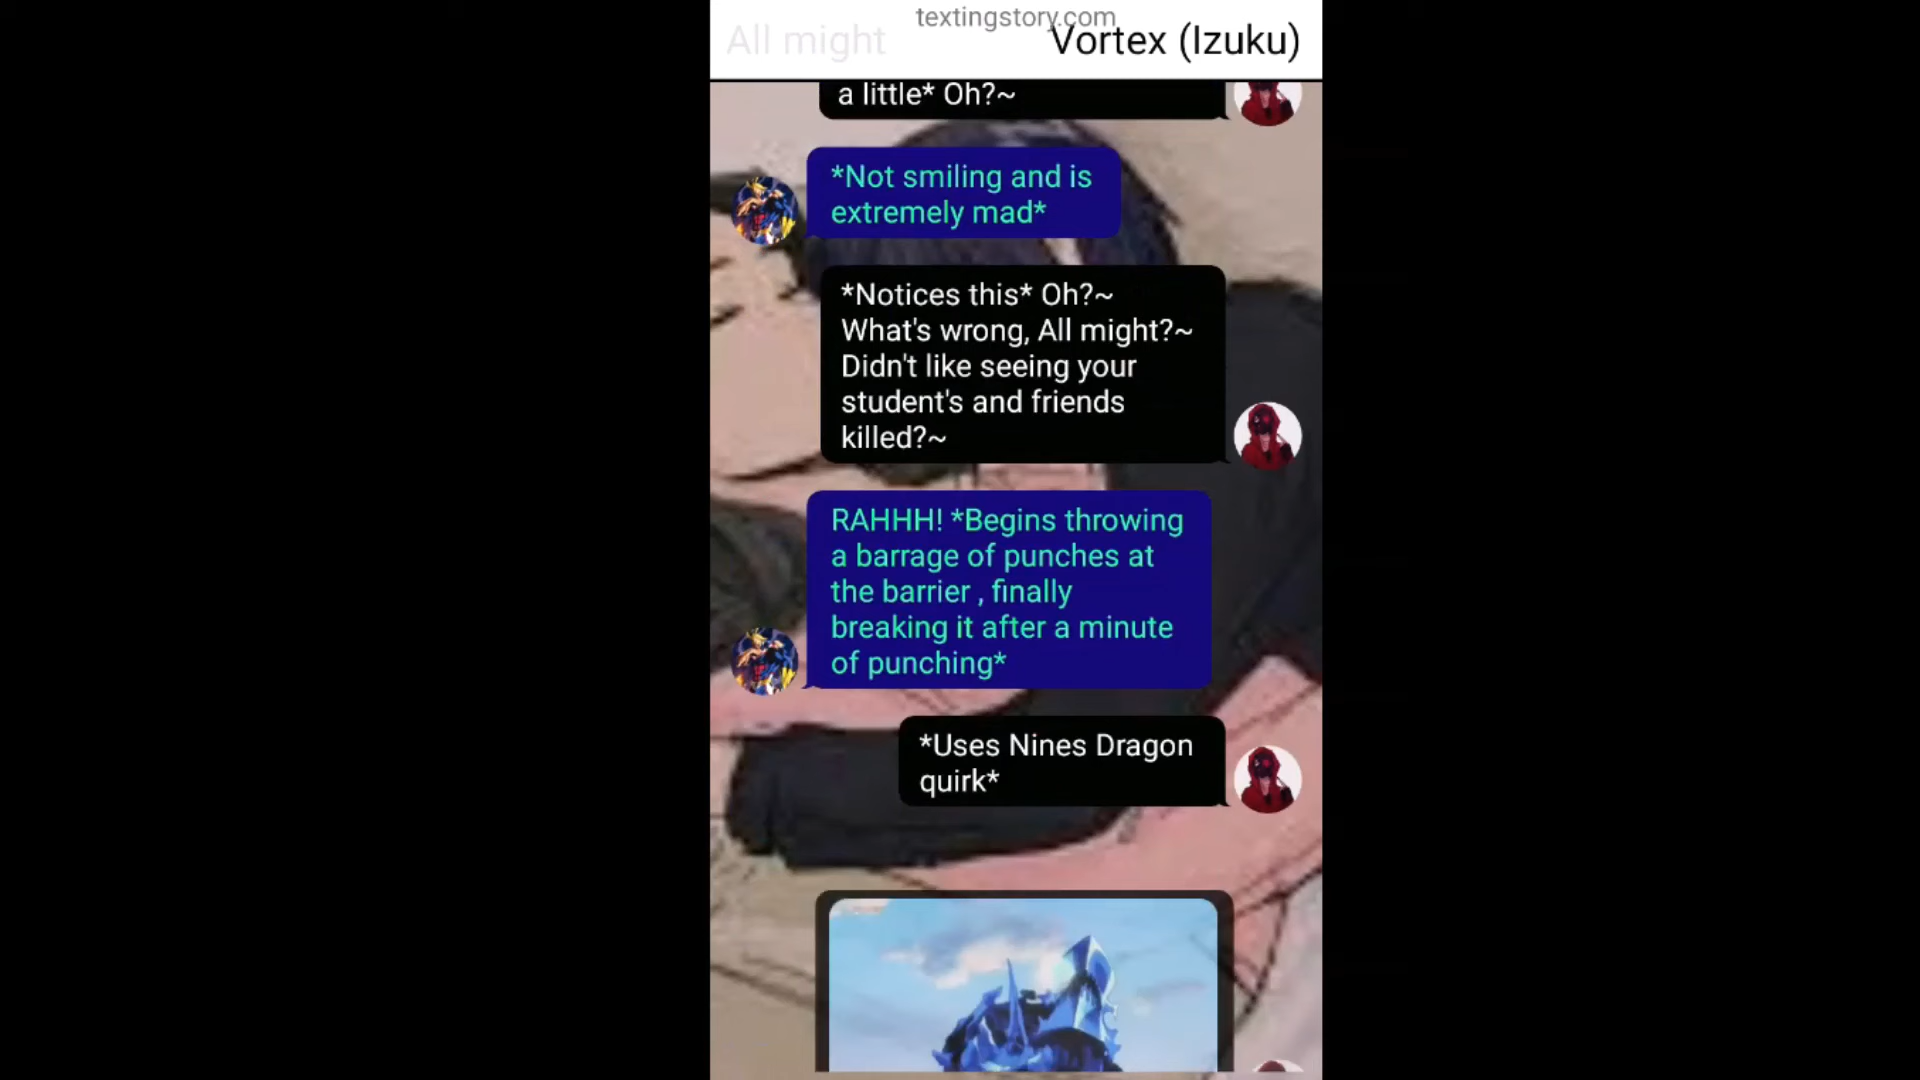 textingstory.com
All might
Vortex (Izuku)
a little* Oh?~
*Not smiling and is
extremely mad*
*Notices this* Oh?~
What's wrong, All might?~
Didn't like seeing your
student's and friends
killed?~
RAHHH! *Begins throwing
a barrage of punches at
the barrier , finally
breaking it after a minute
of punching*
*Uses Nines Dragon
quirk*